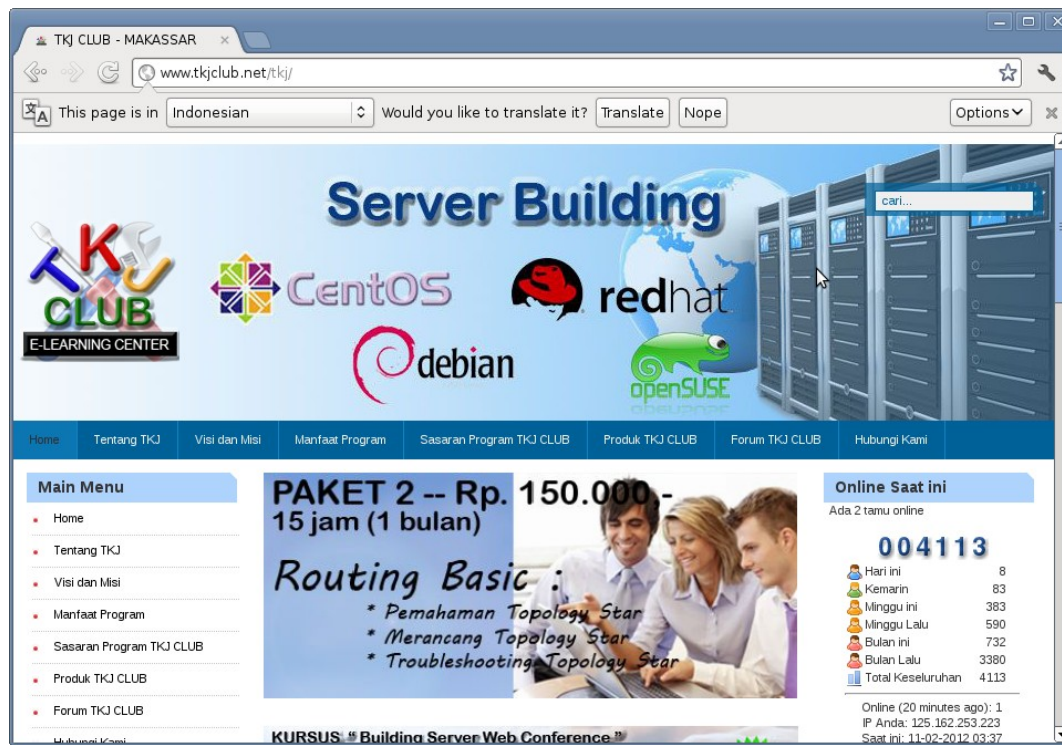 TKJ CLUB - MAKASSAR
www.tkjclub.net/tkj/
This page is in Indonesian Would you like to translate it? Translate Nope Options
Server Building
cari...
TKJ
CLUB
E-LEARNING CENTER
CentOS
redhat
debian
openSUSE
Home Tentang TKJ Visi dan Misi Manfaat Program Sasaran Program TKJ CLUB Produk TKJ CLUB Forum TKJ CLUB Hubungi Kami
Main Menu
Home
Tentang TKJ
Visi dan Misi
Manfaat Program
Sasaran Program TKJ CLUB
Produk TKJ CLUB
Forum TKJ CLUB
Hubungi Kami
PAKET 2 -- Rp. 150.000,-
15 jam (1 bulan)
Routing Basic :
* Pemahaman Topology Star
* Merancang Topology Star
* Troubleshooting Topology Star
KURSUS " Building Server Web Conference "
Online Saat ini
Ada 2 tamu online
004113
Hari ini 8
Kemarin 83
Minggu ini 383
Minggu Lalu 590
Bulan ini 732
Bulan Lalu 3380
Total Keseluruhan 4113
Online (20 minutes ago): 1
IP Anda: 125.162.253.223
Saat ini: 11-02-2012 03:37